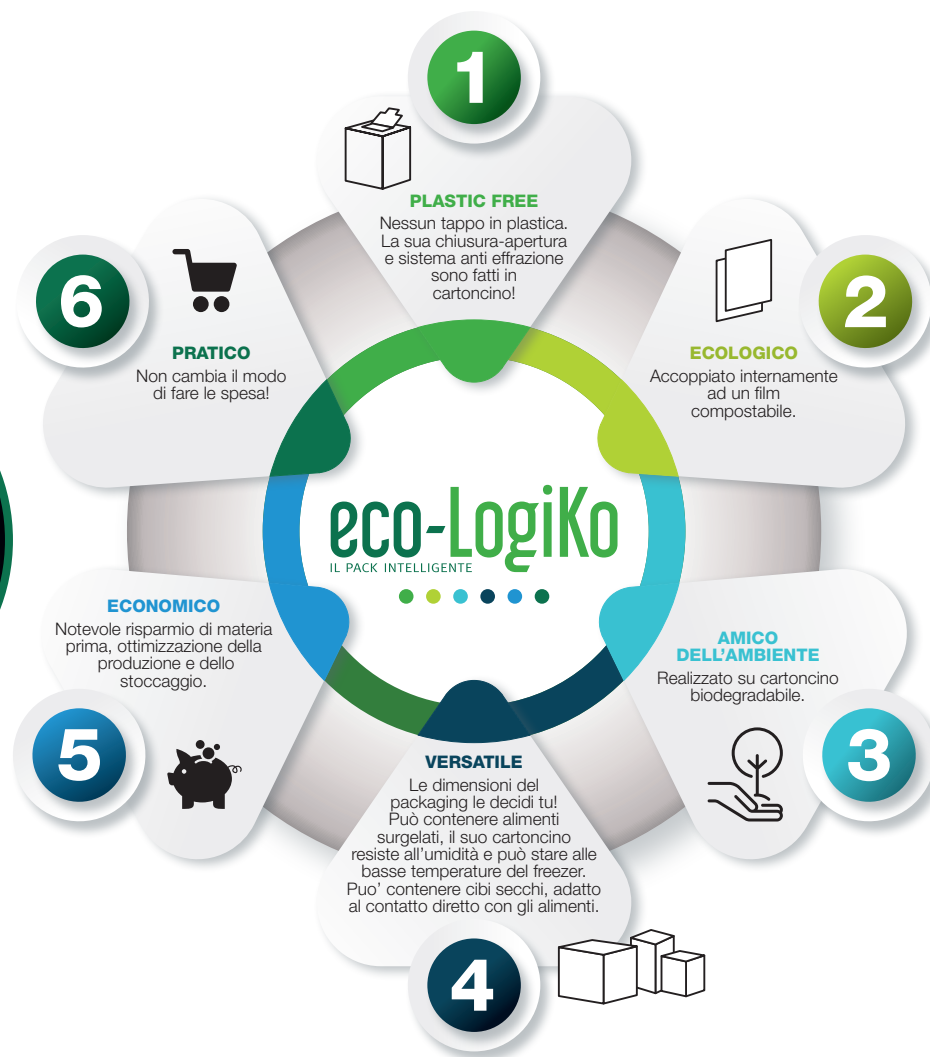 1
PLASTIC FREE
Nessun tappo in plastica.
La sua chiusura-apertura
e sistema anti effrazione
sono fatti in
cartoncino!
2
ECOLOGICO
Accoppiato internamente
ad un film
compostabile.
3
AMICO
DELL'AMBIENTE
Realizzato su cartoncino
biodegradabile.
4
VERSATILE
Le dimensioni del
packaging le decidi tu!
Può contenere alimenti
surgelati, il suo cartoncino
resiste all'umidità e può stare alle
basse temperature del freezer.
Puo' contenere cibi secchi, adatto
al contatto diretto con gli alimenti.
5
ECONOMICO
Notevole risparmio di materia
prima, ottimizzazione della
produzione e dello
stoccaggio.
6
PRATICO
Non cambia il modo
di fare le spesa!
eco-LogiKo
IL PACK INTELLIGENTE